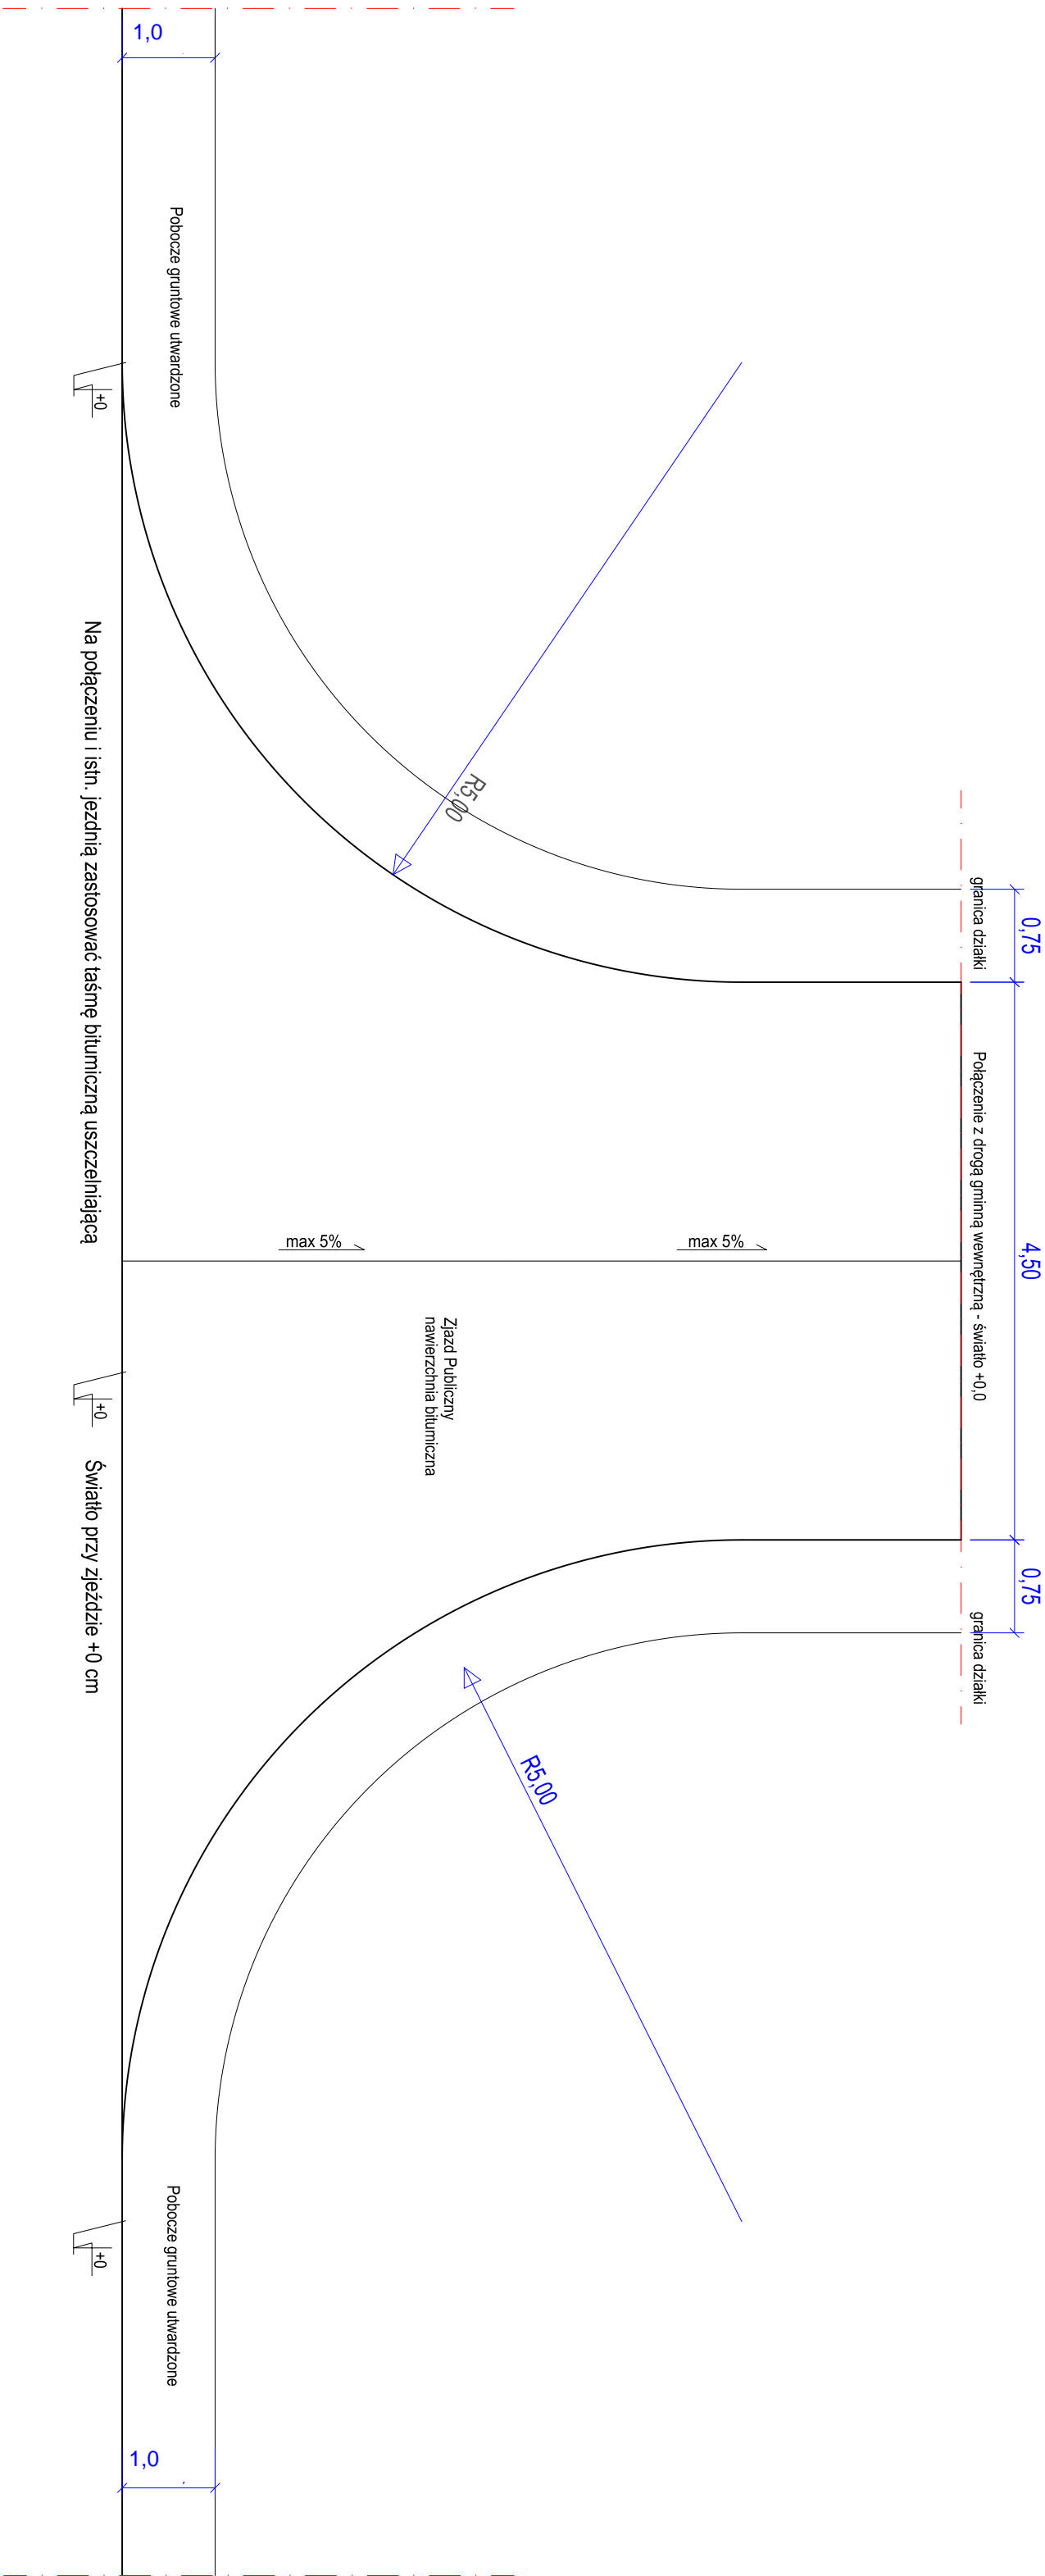 0,75
4,50
0,75
granica działki
Połączenie z drogą gminną wewnętrzną - światło +0,0
granica działki
R5,00
R5,00
max 5%
max 5%
Zjazd Publiczny
nawierzchnia bitumiczna
1,0
Pobocze gruntowe utwardzone
Pobocze gruntowe utwardzone
1,0
+0
+0
+0
Na połączeniu i istn. jezdnią zastosować taśmę bitumiczną uszczelniającą
Światło przy zjeździe +0 cm